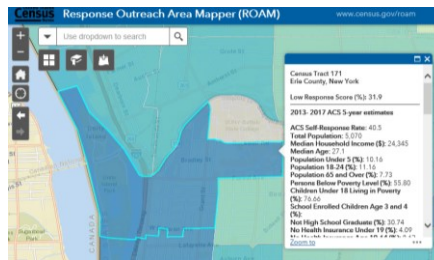 Census Response Outreach Area Mapper (ROAM) www.census.gov/roam
Use dropdown to search
Census Tract 171
Erie County, New York
Low Response Score (%): 31.9
2013- 2017 ACS 5-year estimates
ACS Self-Response Rate: 40.5
Total Population: 5,070
Median Household Income ($): 24,345
Median Age: 27.1
Population Under 5 (%): 10.16
Population 18-24 (%): 11.16
Population 65 and Over (%): 7.73
Persons Below Poverty Level (%): 55.80
Children Under 18 Living in Poverty
(%): 76.66
School Enrolled Children Age 3 and 4
(%):
Not High School Graduate (%): 30.74
No Health Insurance Under 19 (%): 4.09
Zoom to
CANADA